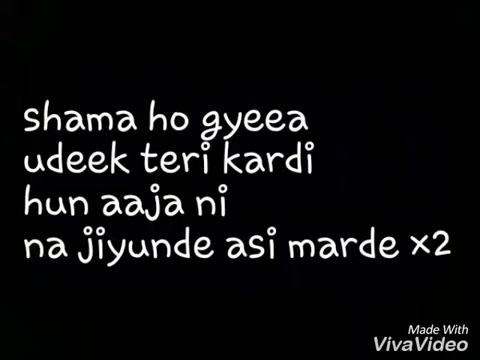 shama ho gyeea
udeek teri kardi
hun aaja ni
na jiyunde asi marde x2
Made With
VivaVideo